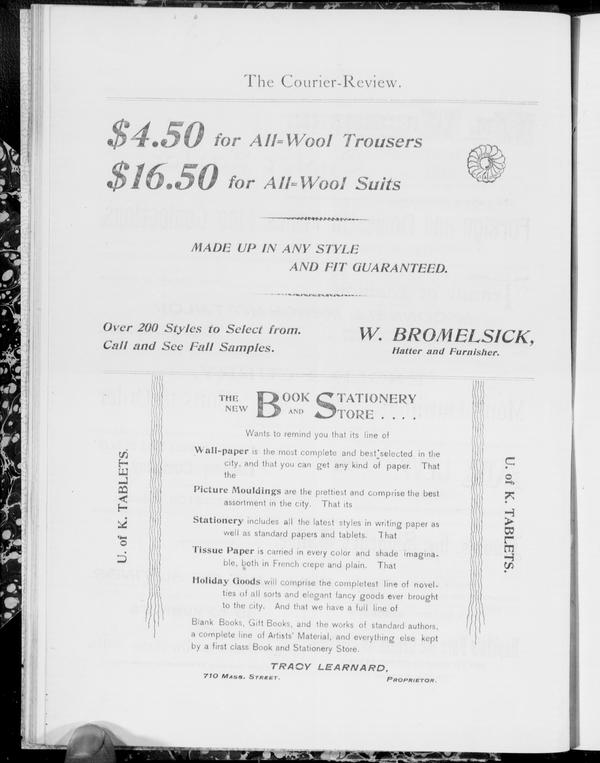 The Courier-Review.
$4.50 for All-Wool Trousers
$16.50 for All-Wool Suits
MADE UP IN ANY STYLE
AND FIT GUARANTEED.
Over 200 Styles to Select from.
Call and See Fall Samples.
W. BROMELSICK,
Hatter and Furnisher.
THE NEW BOOK AND STATIONERY STORE . . . .
Wants to remind you that its line of
Wall-paper is the most complete and best selected in the
city, and that you can get any kind of paper. That
the
Picture Mouldings are the prettiest and comprise the best
assortment in the city. That its
Stationery includes all the latest styles in writing paper as
well as standard papers and tablets. That
Tissue Paper is carried in every color and shade imagina-
ble, both in French crepe and plain. That
Holiday Goods will comprise the completest line of novel-
ties of all sorts and elegant fancy goods ever brought
to the city. And that we have a full line of
Blank Books, Gift Books, and the works of standard authors,
a complete line of Artists' Material, and everything else kept
by a first class Book and Stationery Store.
TRACY LEARNARD,
710 MASS. STREET. PROPRIETOR.
U. of K. TABLETS.
U. of K. TABLETS.